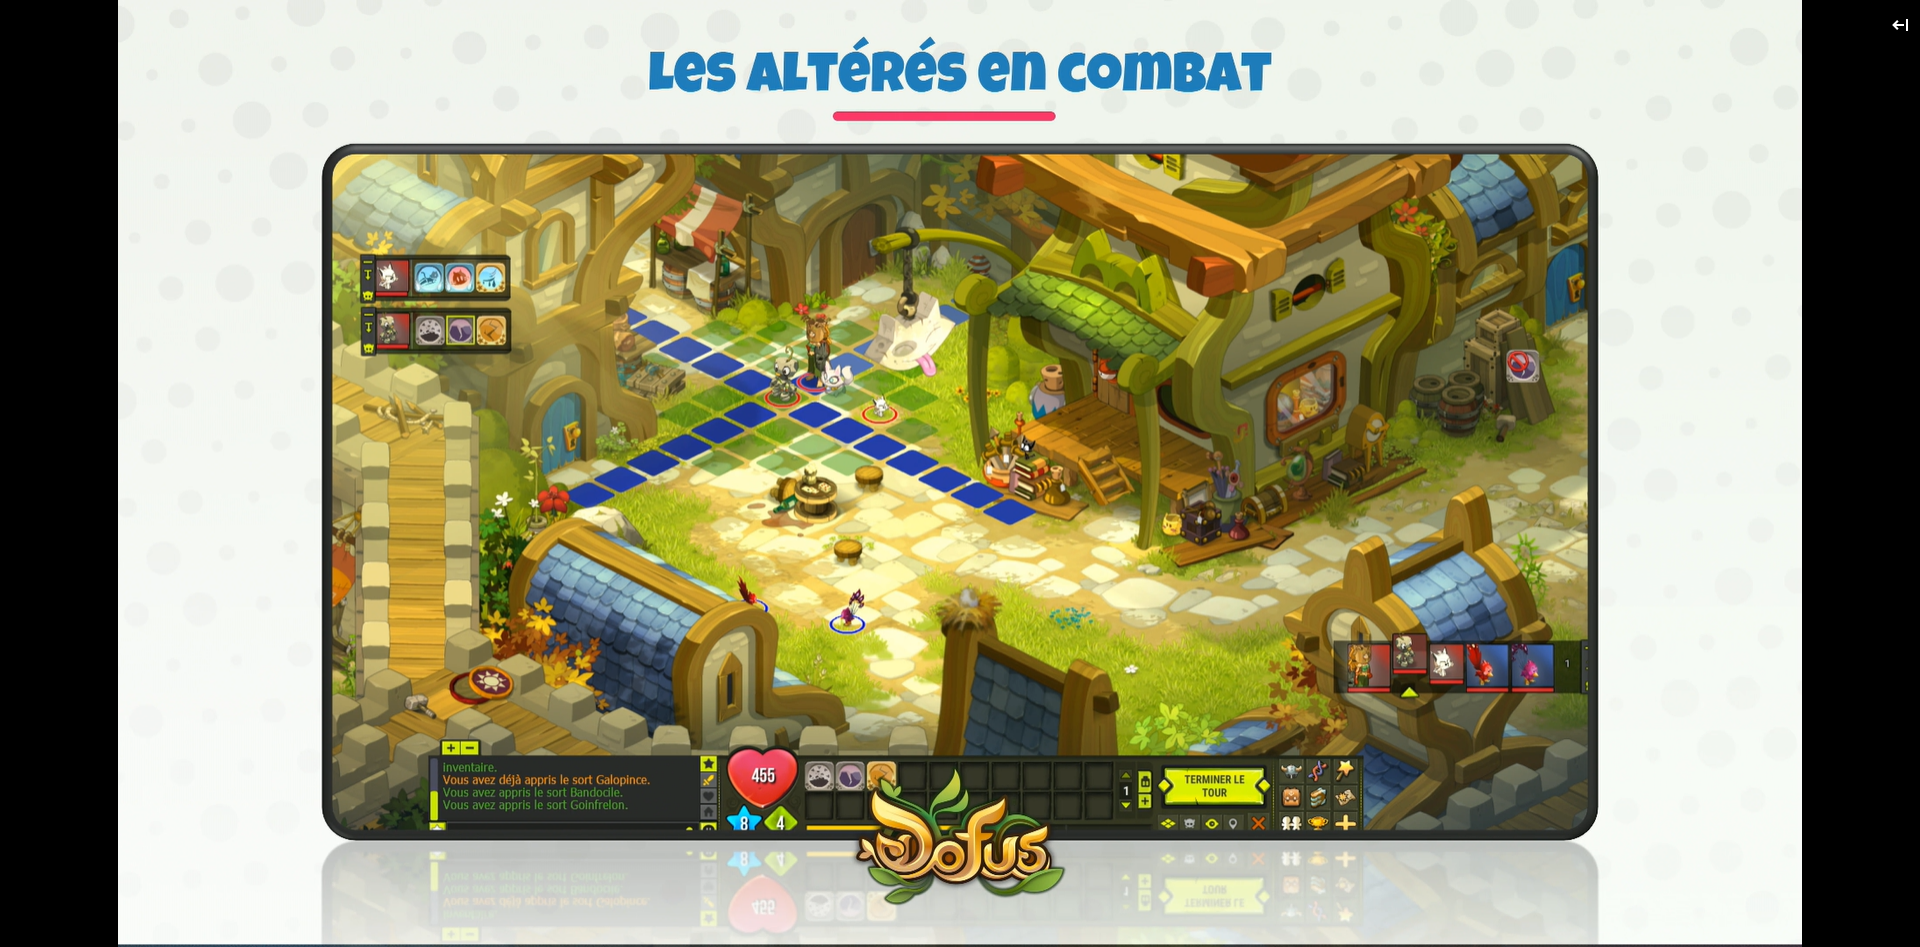 Les Altérés en combat
1
inventaire.
Vous avez déjà appris le sort Galopince.
Vous avez appris le sort Bandocile.
Vous avez appris le sort Goinfrelon.
455
8
4
1
TERMINER LE
TOUR
Dofus